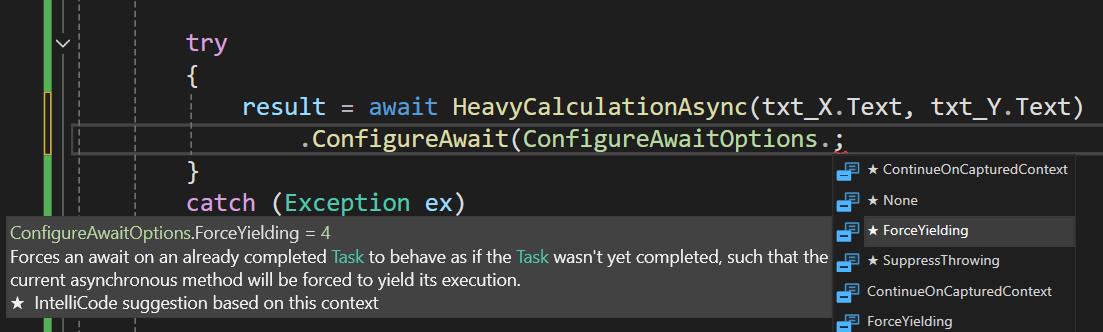 try
{
result = await HeavyCalculationAsync(txt_X.Text, txt_Y.Text)
.ConfigureAwait(ConfigureAwaitOptions.;
}
catch (Exception ex)
ConfigureAwaitOptions.ForceYielding = 4
Forces an await on an already completed Task to behave as if the Task wasn't yet completed, such that the
current asynchronous method will be forced to yield its execution.
★ IntelliCode suggestion based on this context
★ ContinueOnCapturedContext
★ None
★ ForceYielding
★ SuppressThrowing
ContinueOnCapturedContext
ForceYielding